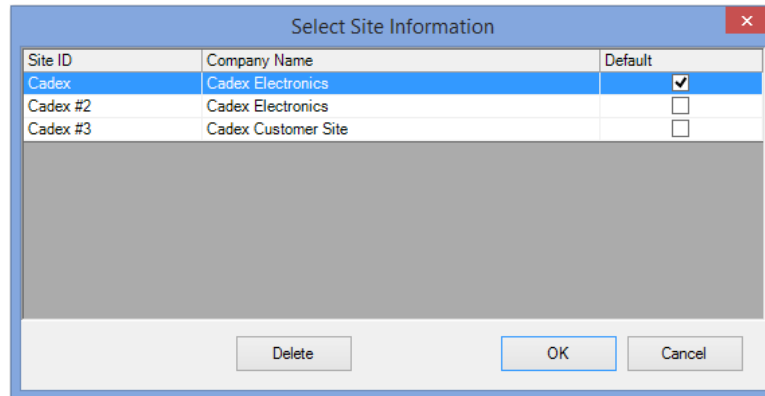 Select Site Information
Site ID Company Name Default
Cadex Cadex Electronics
Cadex #2 Cadex Electronics
Cadex #3 Cadex Customer Site
Delete OK Cancel